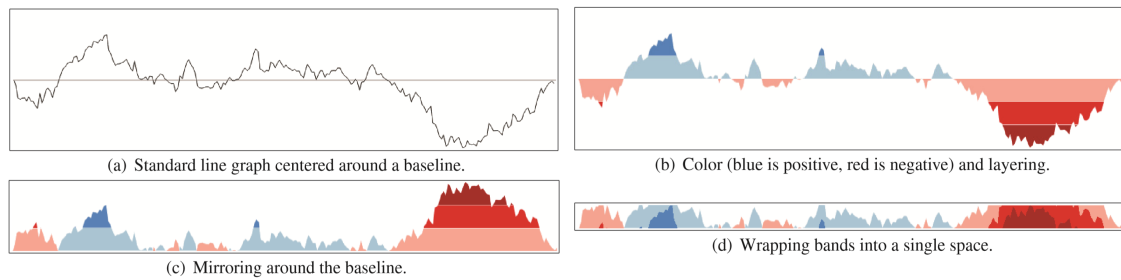 (a) Standard line graph centered around a baseline.
(b) Color (blue is positive, red is negative) and layering.
(c) Mirroring around the baseline.
(d) Wrapping bands into a single space.